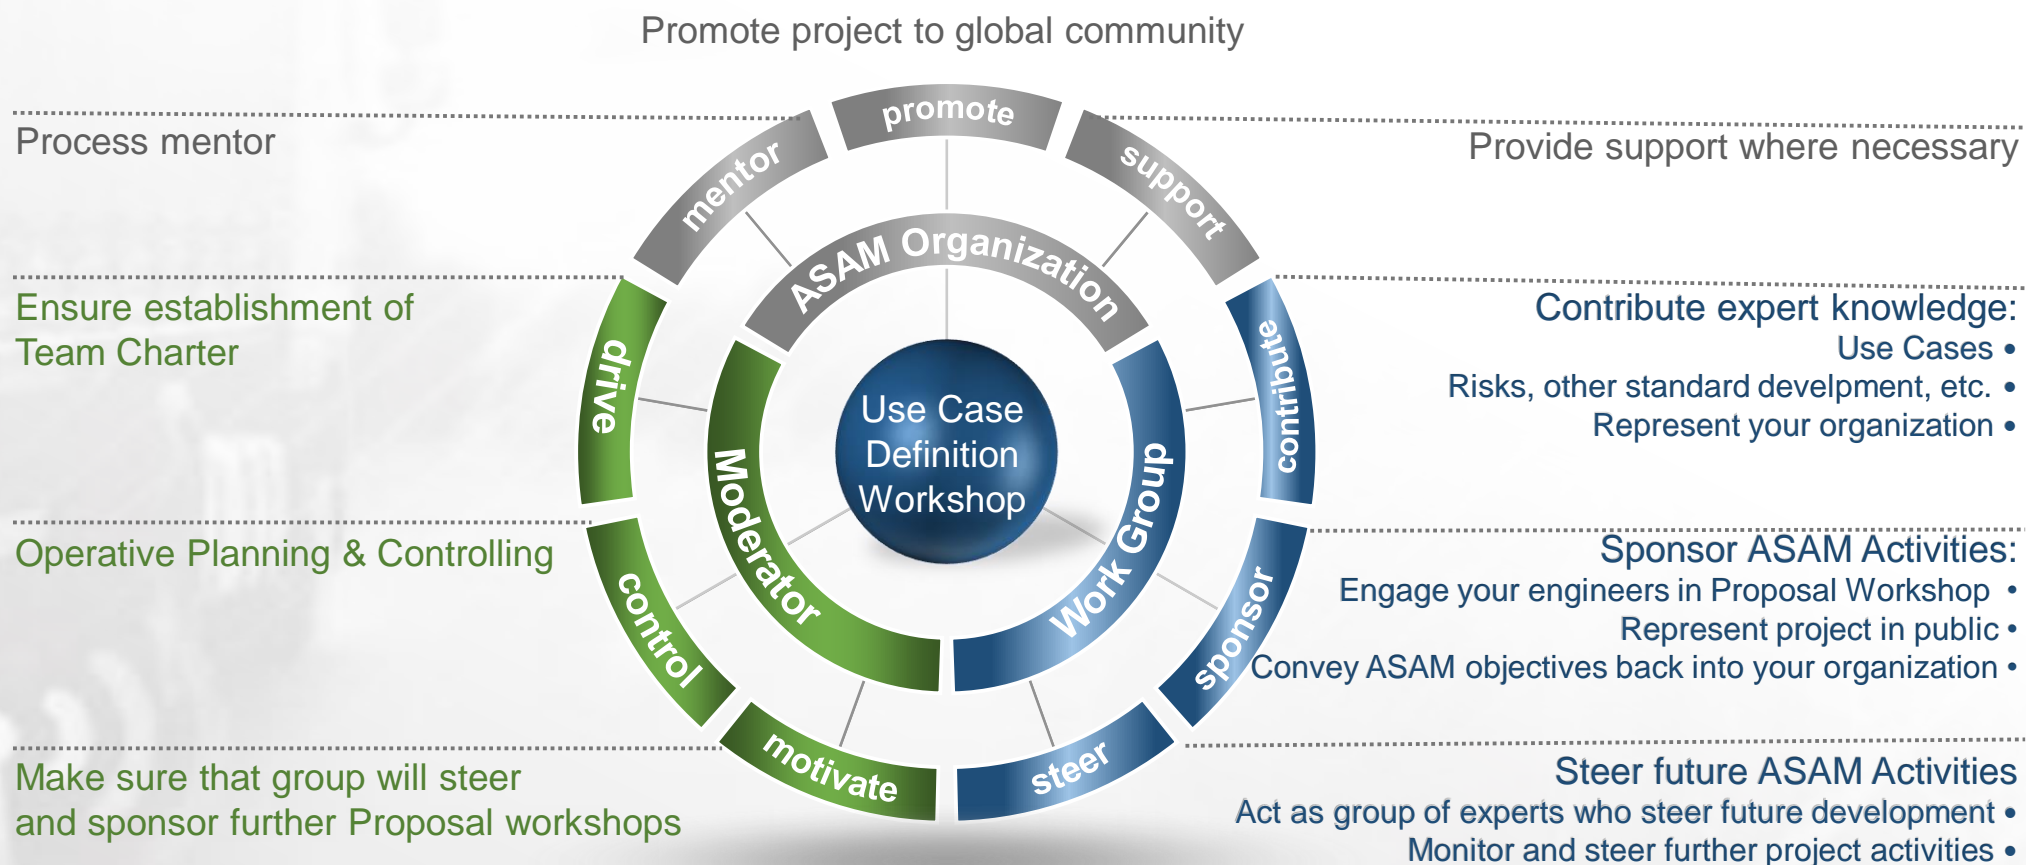 Promote project to global community
promote
Process mentor
mentor
support
Provide support where necessary
ASAM Organization
Ensure establishment of
Team Charter
drive
Moderator
Use Case
Definition
Workshop
Work Group
contribute
Contribute expert knowledge:
Use Cases •
Risks, other standard develpment, etc. •
Represent your organization •
Operative Planning & Controlling
control
sponsor
Sponsor ASAM Activities:
Engage your engineers in Proposal Workshop •
Represent project in public •
Convey ASAM objectives back into your organization •
Make sure that group will steer
and sponsor further Proposal workshops
motivate
steer
Steer future ASAM Activities
Act as group of experts who steer future development •
Monitor and steer further project activities •